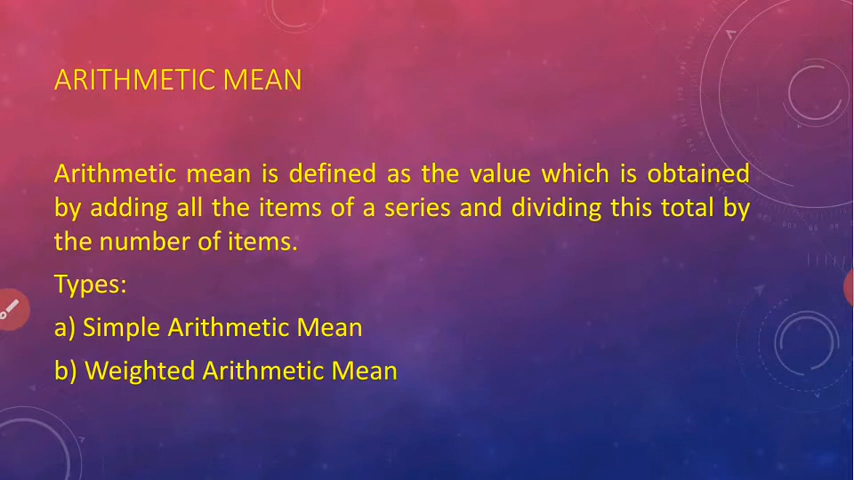 ARITHMETIC MEAN
Arithmetic mean is defined as the value which is obtained
by adding all the items of a series and dividing this total by
the number of items.
Types:
a) Simple Arithmetic Mean
b) Weighted Arithmetic Mean